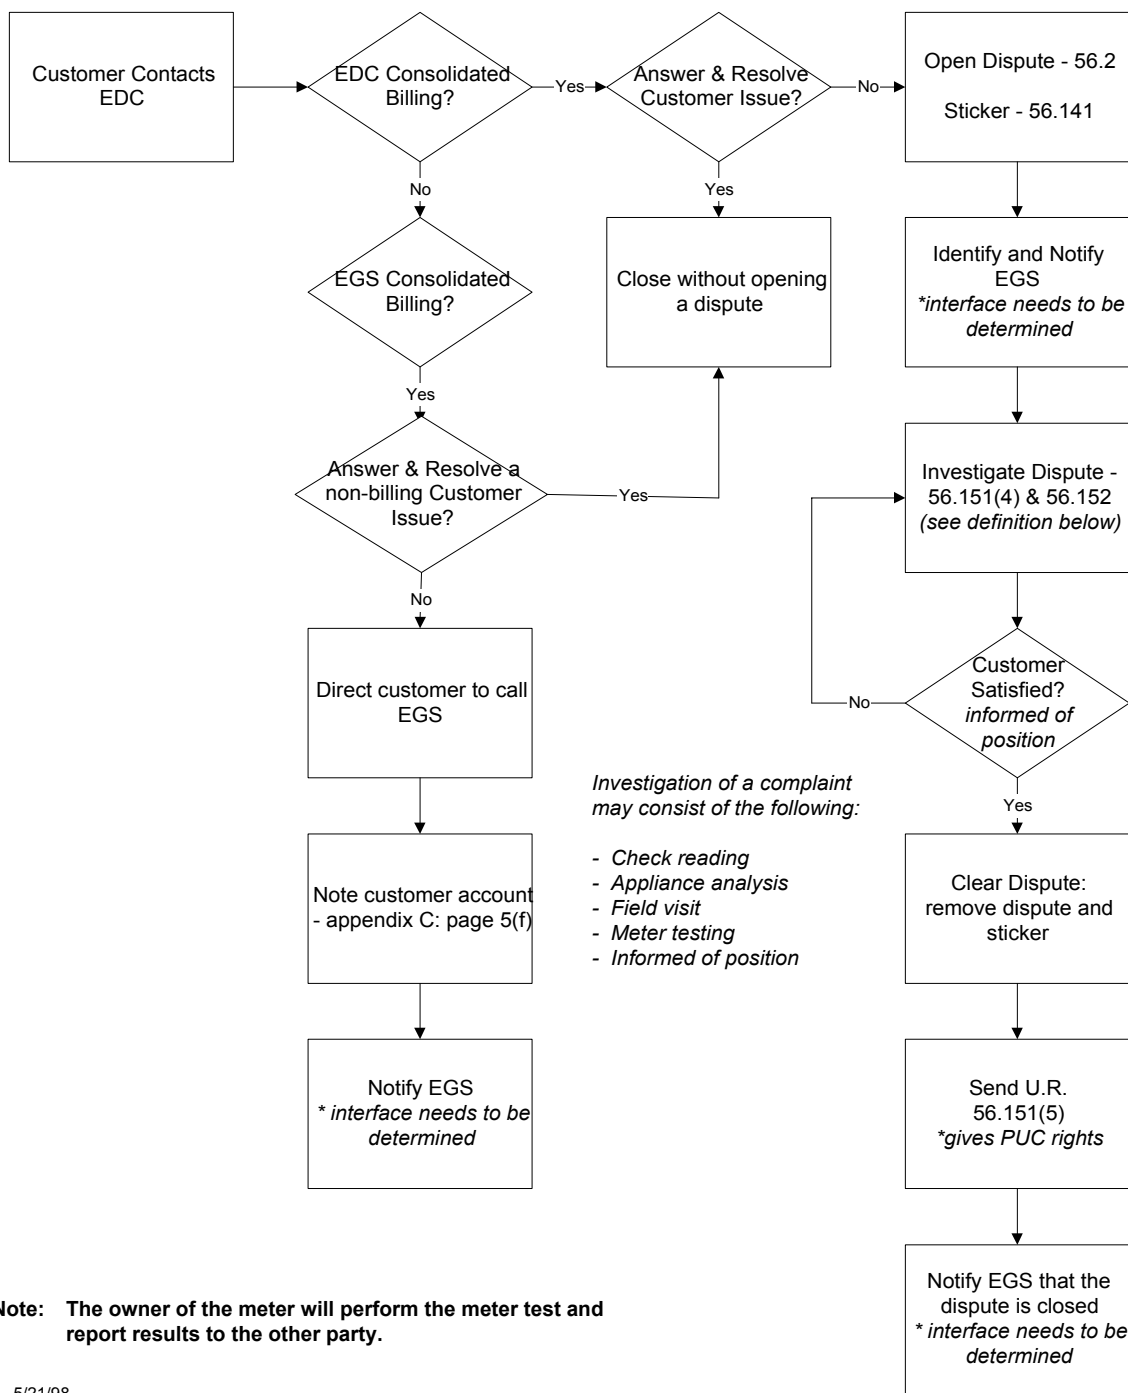 Customer Contacts
EDC
EDC Consolidated
Billing?
Yes
Answer & Resolve
Customer Issue?
No
Open Dispute - 56.2
Sticker - 56.141
No
Yes
EGS Consolidated
Billing?
Close without opening
a dispute
Identify and Notify
EGS
*interface needs to be
determined
Yes
Answer & Resolve a
non-billing Customer
Issue?
Yes
Investigate Dispute -
56.151(4) & 56.152
(see definition below)
No
Direct customer to call
EGS
Customer
Satisfied?
informed of
position
No
Yes
Investigation of a complaint
may consist of the following:
- Check reading
- Appliance analysis
- Field visit
- Meter testing
- Informed of position
Note customer account
- appendix C: page 5(f)
Clear Dispute:
remove dispute and
sticker
Notify EGS
* interface needs to be
determined
Send U.R.
56.151(5)
*gives PUC rights
Notify EGS that the
dispute is closed
* interface needs to be
determined
Note: The owner of the meter will perform the meter test and
report results to the other party.
5/21/98